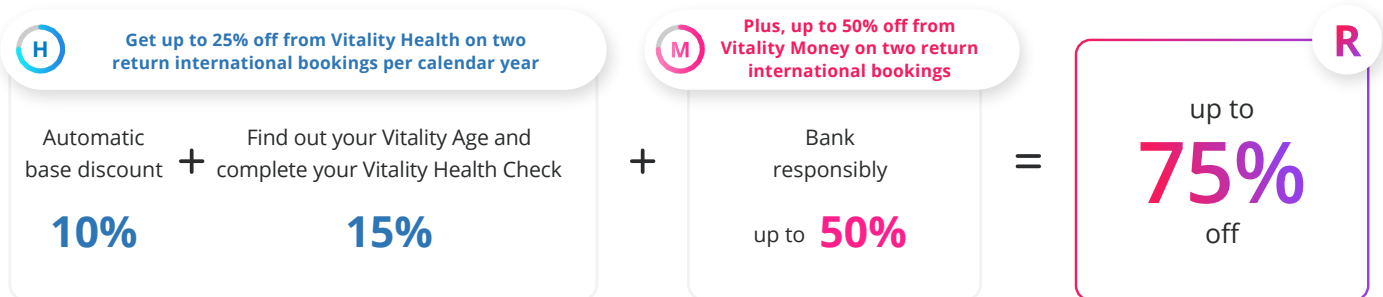 H
Get up to 25% off from Vitality Health on two
return international bookings per calendar year
Automatic
base discount
+
Find out your Vitality Age and
complete your Vitality Health Check
10%
15%
+
M
Plus, up to 50% off from
Vitality Money on two return
international bookings
Bank
responsibly
up to 50%
=
R
up to
75%
off